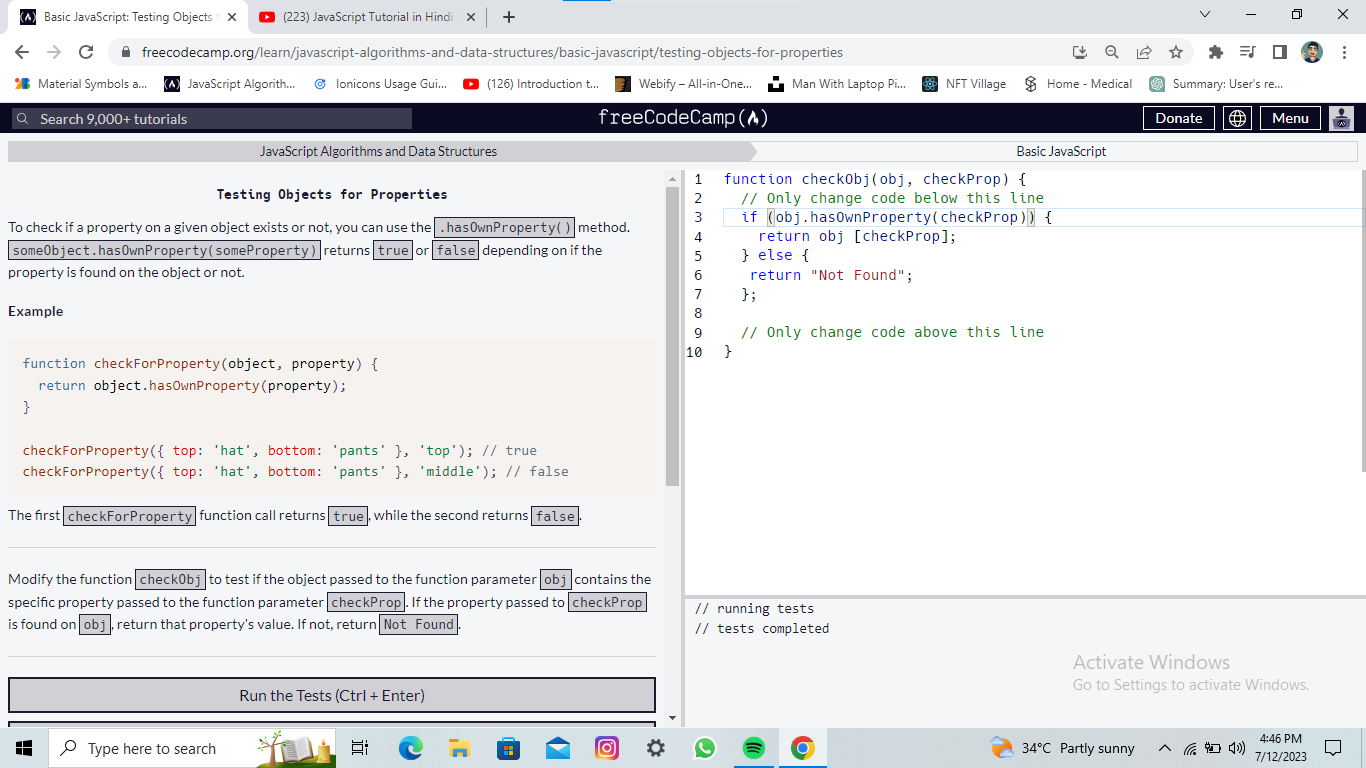 Basic JavaScript: Testing Objects f
(223) JavaScript Tutorial in Hindi
freecodecamp.org/learn/javascript-algorithms-and-data-structures/basic-javascript/testing-objects-for-properties
Material Symbols a...
JavaScript Algorith...
Ionicons Usage Gui...
(126) Introduction t...
Webify – All-in-One...
Man With Laptop Pi...
NFT Village
Home - Medical
Summary: User's re...
Search 9,000+ tutorials
freeCodeCamp
Donate
Menu
JavaScript Algorithms and Data Structures
Basic JavaScript
Testing Objects for Properties
To check if a property on a given object exists or not, you can use the .hasOwnProperty() method.
someObject.hasOwnProperty(someProperty) returns true or false depending on if the
property is found on the object or not.
Example
function checkForProperty(object, property) {
return object.hasOwnProperty(property);
}
checkForProperty({ top: 'hat', bottom: 'pants' }, 'top'); // true
checkForProperty({ top: 'hat', bottom: 'pants' }, 'middle'); // false
The first checkForProperty function call returns true, while the second returns false.
Modify the function checkObj to test if the object passed to the function parameter obj contains the
specific property passed to the function parameter checkProp. If the property passed to checkProp
is found on obj, return that property's value. If not, return Not Found.
Run the Tests (Ctrl + Enter)
1 function checkObj(obj, checkProp) {
2 // Only change code below this line
3 if (obj.hasOwnProperty(checkProp)) {
4 return obj [checkProp];
5 } else {
6 return "Not Found";
7 };
8
9 // Only change code above this line
10 }
// running tests
// tests completed
Activate Windows
Go to Settings to activate Windows.
Type here to search
34°C Partly sunny
4:46 PM
7/12/2023